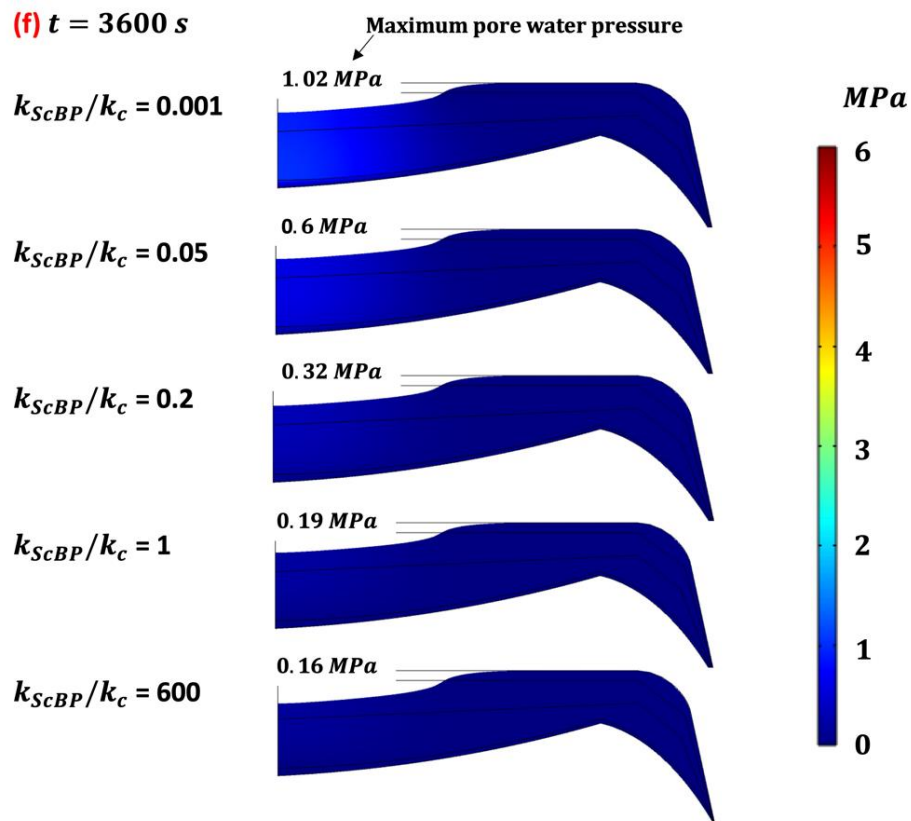 (f) t = 3600 s
Maximum pore water pressure
1.02 MPa
k_ScBP/k_c = 0.001
MPa
0.6 MPa
k_ScBP/k_c = 0.05
0.32 MPa
k_ScBP/k_c = 0.2
0.19 MPa
k_ScBP/k_c = 1
0.16 MPa
k_ScBP/k_c = 600
6
5
4
3
2
1
0